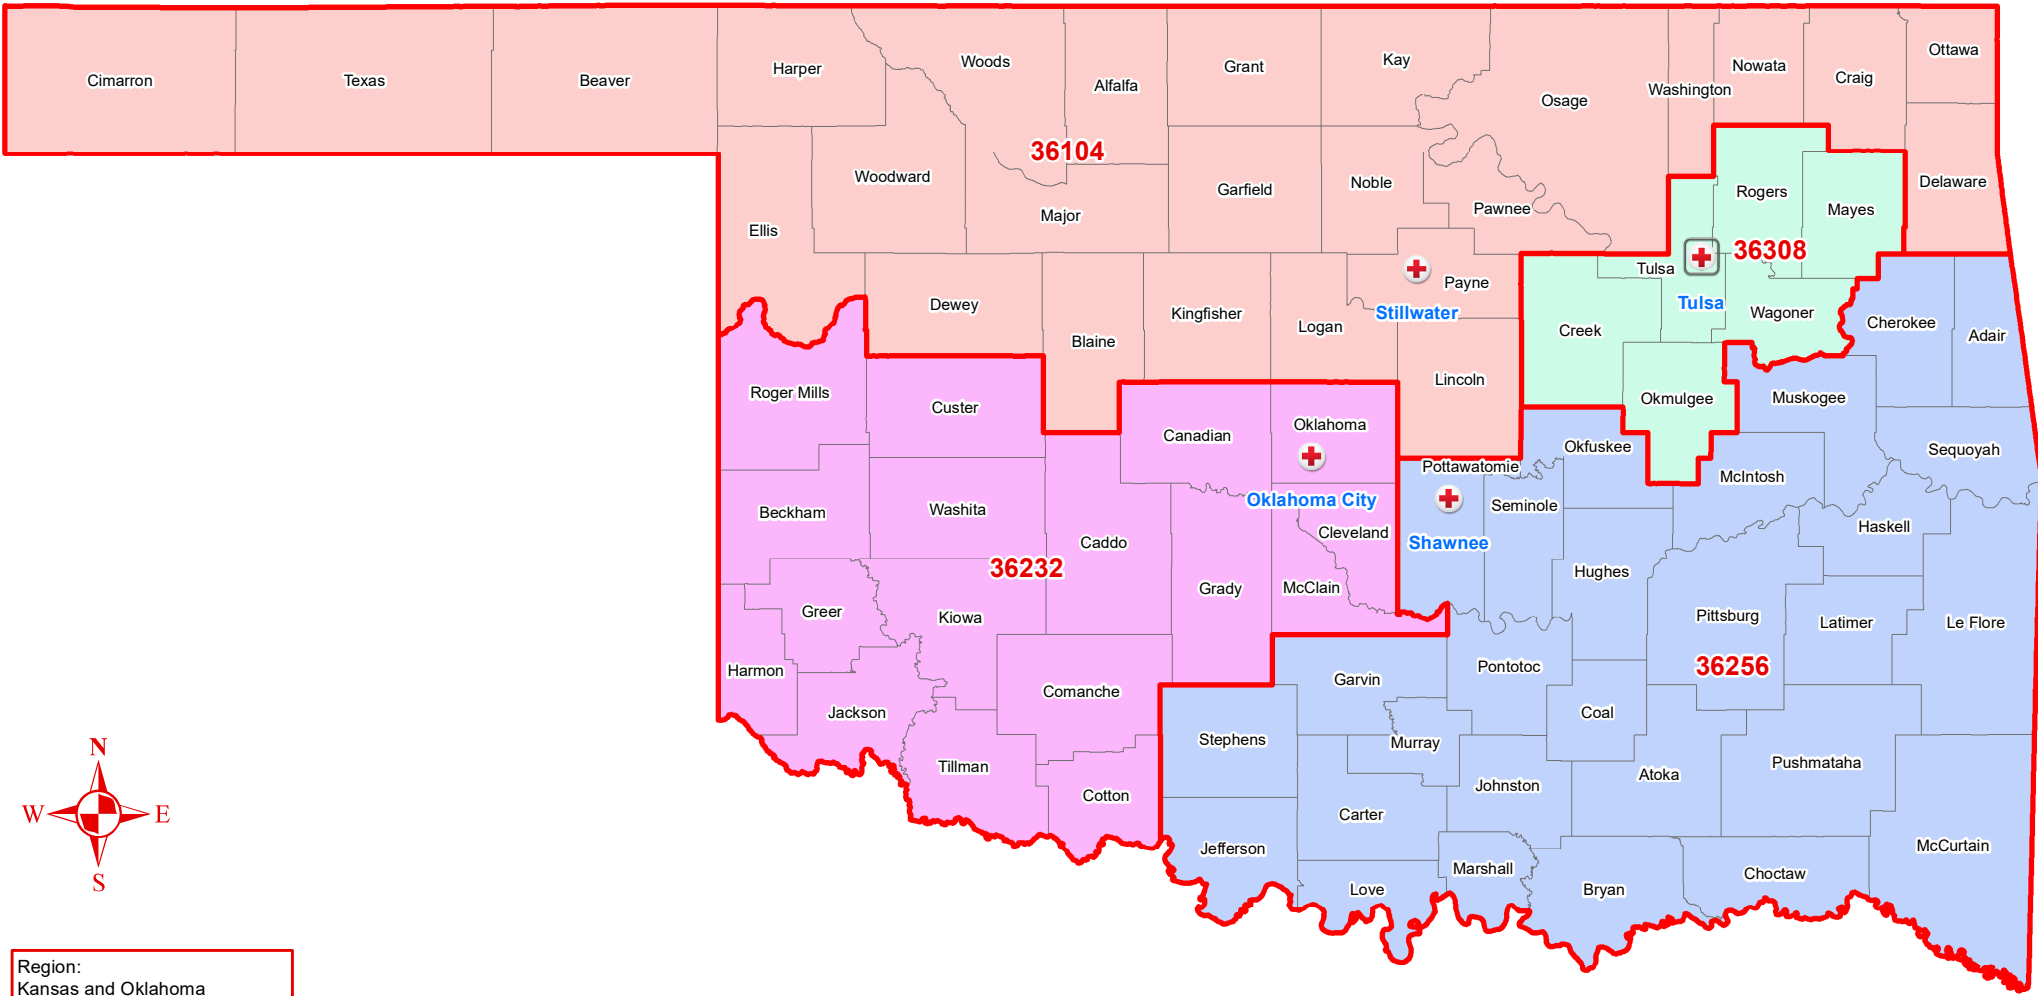 Cimarron
Texas
Beaver
Harper
Woods
Alfalfa
Grant
Kay
Osage
Washington
Nowata
Craig
Ottawa
36104
Woodward
Ellis
Major
Garfield
Noble
Pawnee
Rogers
Mayes
Delaware
36308
Tulsa
Tulsa
Wagoner
Creek
Okmulgee
Dewey
Blaine
Kingfisher
Logan
Payne
Stillwater
Lincoln
Cherokee
Adair
Roger Mills
Custer
Canadian
Oklahoma
Oklahoma City
Cleveland
McClain
Beckham
Washita
Caddo
36232
Grady
Greer
Kiowa
Harmon
Jackson
Comanche
Tillman
Cotton
Pottawatomie
Shawnee
Seminole
Okfuskee
McIntosh
Muskogee
Sequoyah
Haskell
Hughes
Pittsburg
36256
Latimer
Le Flore
Garvin
Pontotoc
Coal
Stephens
Murray
Johnston
Atoka
Pushmataha
Carter
Jefferson
Love
Marshall
Bryan
Choctaw
McCurtain
N
W
E
S
Region:
Kansas and Oklahoma